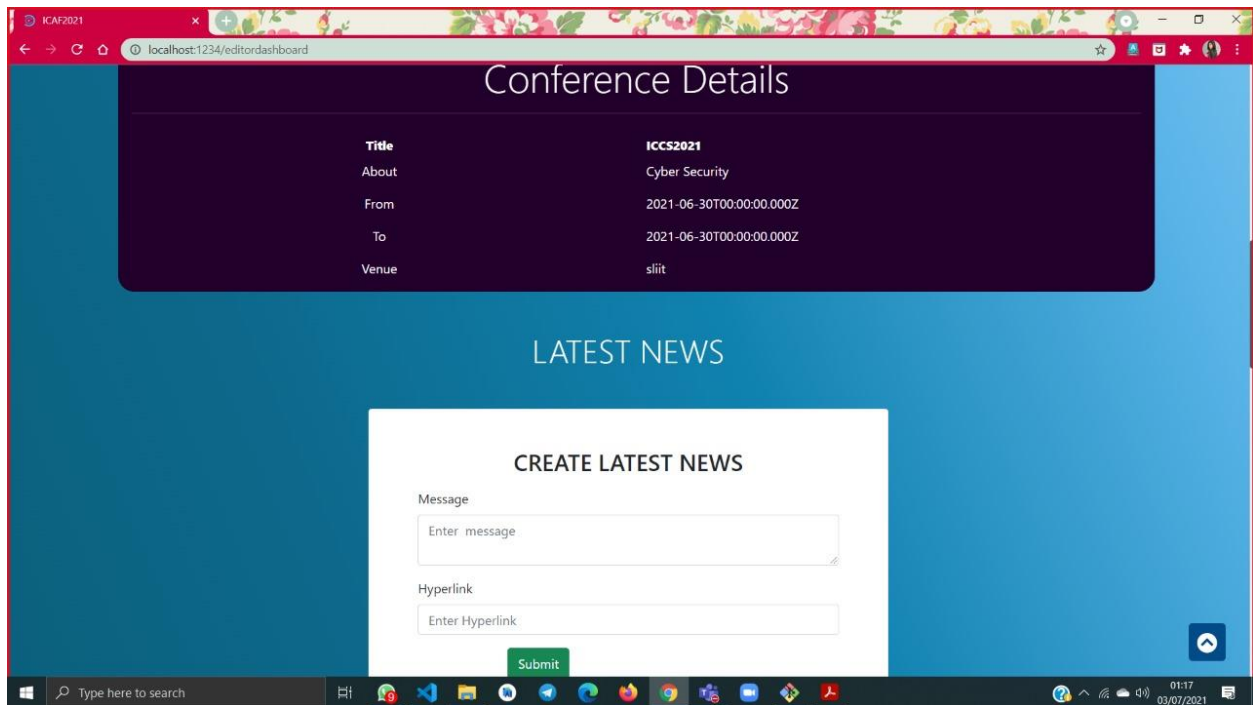 ICAF2021
localhost:1234/editordashboard
Conference Details
Title ICCS2021
About Cyber Security
From 2021-06-30T00:00:00.000Z
To 2021-06-30T00:00:00.000Z
Venue sliit
LATEST NEWS
CREATE LATEST NEWS
Message
Enter message
Hyperlink
Enter Hyperlink
Submit
Type here to search
9
01:17
03/07/2021